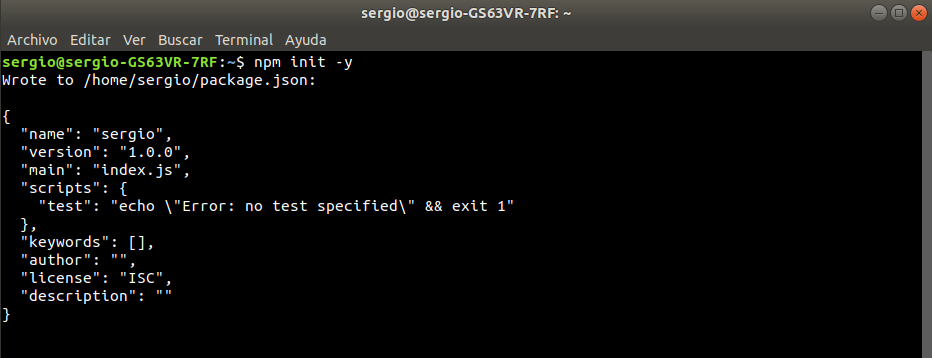 sergio@sergio-GS63VR-7RF: ~
Archivo Editar Ver Buscar Terminal Ayuda
sergio@sergio-GS63VR-7RF:~$ npm init -y
Wrote to /home/sergio/package.json:

{
  "name": "sergio",
  "version": "1.0.0",
  "main": "index.js",
  "scripts": {
    "test": "echo \"Error: no test specified\" && exit 1"
  },
  "keywords": [],
  "author": "",
  "license": "ISC",
  "description": ""
}